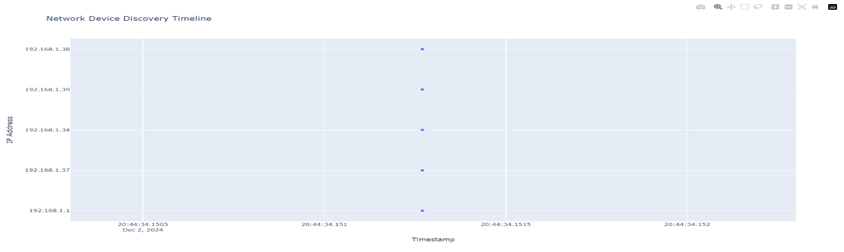 Network Device Discovery Timeline
192.168.1.38
192.168.1.39
192.168.1.34
192.168.1.37
192.168.1.1
IP Address
20:44:34.1505
Dec 2, 2024
20:44:34.151
20:44:34.1515
20:44:34.152
Timestamp